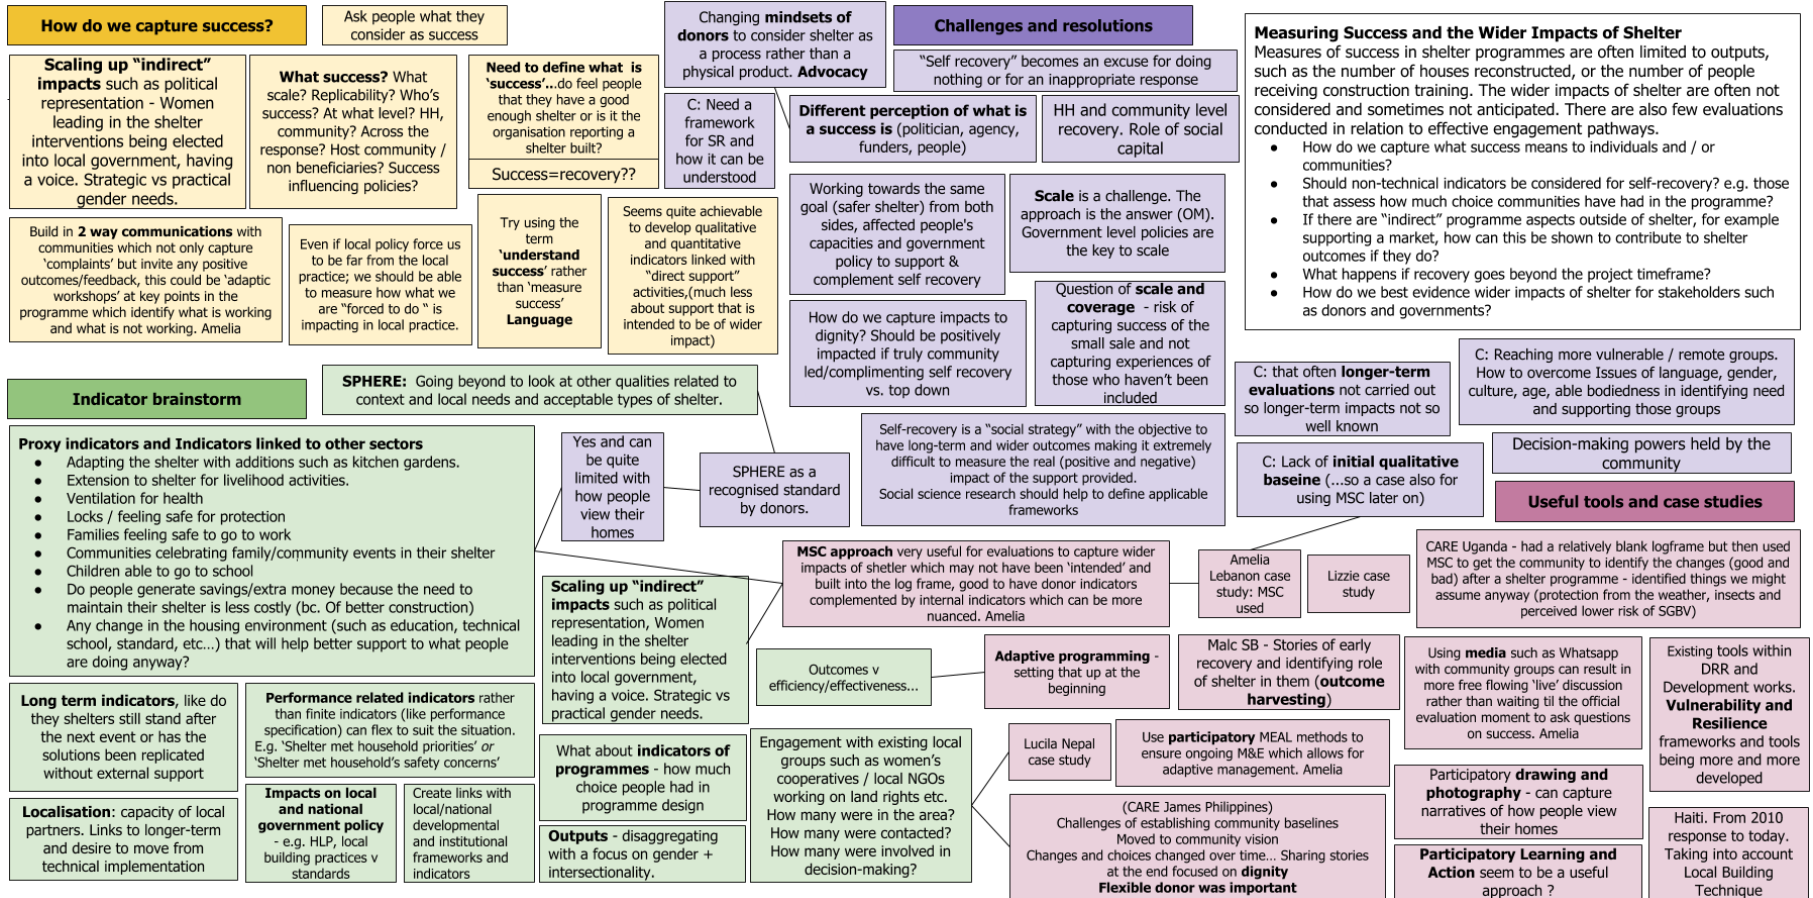 How do we capture success?
Ask people what they
consider as success
Scaling up “indirect”
impacts such as political
representation - Women
leading in the shelter
interventions being elected
into local government, having
a voice. Strategic vs practical
gender needs.
What success? What
scale? Replicability? Who’s
success? At what level? HH,
community? Across the
response? Host community /
non beneficiaries? Success
influencing policies?
Need to define what is
‘success’...do feel people
that they have a good
enough shelter or is it the
organisation reporting a
shelter built?
Success=recovery??
Build in 2 way communications with
communities which not only capture
‘complaints’ but invite any positive
outcomes/feedback, this could be ‘adaptic
workshops’ at key points in the
programme which identify what is working
and what is not working. Amelia
Even if local policy force us
to be far from the local
practice; we should be able
to measure how what we
are “forced to do “ is
impacting in local practice.
Try using the
term
‘understand
success’ rather
than ‘measure
success’
Language
Seems quite achievable
to develop qualitative
and quantitative
indicators linked with
“direct support”
activities,(much less
about support that is
intended to be of wider
impact)
Challenges and resolutions
Changing mindsets of
donors to consider shelter as
a process rather than a
physical product. Advocacy
“Self recovery” becomes an excuse for doing
nothing or for an inappropriate response
C: Need a
framework
for SR and
how it can be
understood
Different perception of what is
a success is (politician, agency,
funders, people)
HH and community level
recovery. Role of social
capital
Working towards the same
goal (safer shelter) from both
sides, affected people's
capacities and government
policy to support &
complement self recovery
Scale is a challenge. The
approach is the answer (OM).
Government level policies are
the key to scale
How do we capture impacts to
dignity? Should be positively
impacted if truly community
led/complimenting self recovery
vs. top down
Question of scale and
coverage - risk of
capturing success of the
small sale and not
capturing experiences of
those who haven’t been
included
Self-recovery is a “social strategy” with the objective to
have long-term and wider outcomes making it extremely
difficult to measure the real (positive and negative)
impact of the support provided.
Social science research should help to define applicable
frameworks
Measuring Success and the Wider Impacts of Shelter
Measures of success in shelter programmes are often limited to outputs,
such as the number of houses reconstructed, or the number of people
receiving construction training. The wider impacts of shelter are often not
considered and sometimes not anticipated. There are also few evaluations
conducted in relation to effective engagement pathways.
● How do we capture what success means to individuals and / or
communities?
● Should non-technical indicators be considered for self-recovery? e.g. those
that assess how much choice communities have had in the programme?
● If there are “indirect” programme aspects outside of shelter, for example
supporting a market, how can this be shown to contribute to shelter
outcomes if they do?
● What happens if recovery goes beyond the project timeframe?
● How do we best evidence wider impacts of shelter for stakeholders such
as donors and governments?
C: that often longer-term
evaluations not carried out
so longer-term impacts not so
well known
C: Reaching more vulnerable / remote groups.
How to overcome Issues of language, gender,
culture, age, able bodiedness in identifying need
and supporting those groups
C: Lack of initial qualitative
baseine (...so a case also for
using MSC later on)
Decision-making powers held by the
community
Indicator brainstorm
SPHERE: Going beyond to look at other qualities related to
context and local needs and acceptable types of shelter.
Proxy indicators and Indicators linked to other sectors
● Adapting the shelter with additions such as kitchen gardens.
● Extension to shelter for livelihood activities.
● Ventilation for health
● Locks / feeling safe for protection
● Families feeling safe to go to work
● Communities celebrating family/community events in their shelter
● Children able to go to school
● Do people generate savings/extra money because the need to
maintain their shelter is less costly (bc. Of better construction)
● Any change in the housing environment (such as education, technical
school, standard, etc...) that will help better support to what people
are doing anyway?
Yes and can
be quite
limited with
how people
view their
homes
SPHERE as a
recognised standard
by donors.
Scaling up “indirect”
impacts such as political
representation, Women
leading in the shelter
interventions being elected
into local government,
having a voice. Strategic vs
practical gender needs.
Outcomes v
efficiency/effectiveness...
Long term indicators, like do
they shelters still stand after
the next event or has the
solutions been replicated
without external support
Performance related indicators rather
than finite indicators (like performance
specification) can flex to suit the situation.
E.g. ‘Shelter met household priorities’ or
‘Shelter met household’s safety concerns’
What about indicators of
programmes - how much
choice people had in
programme design
Engagement with existing local
groups such as women’s
cooperatives / local NGOs
working on land rights etc.
How many were in the area?
How many were contacted?
How many were involved in
decision-making?
Localisation: capacity of local
partners. Links to longer-term
and desire to move from
technical implementation
Impacts on local
and national
government policy
- e.g. HLP, local
building practices v
standards
Create links with
local/national
developmental
and institutional
frameworks and
indicators
Outputs - disaggregating
with a focus on gender +
intersectionality.
Useful tools and case studies
MSC approach very useful for evaluations to capture wider
impacts of shetler which may not have been ‘intended’ and
built into the log frame, good to have donor indicators
complemented by internal indicators which can be more
nuanced. Amelia
Amelia
Lebanon case
study: MSC
used
Lizzie case
study
CARE Uganda - had a relatively blank logframe but then used
MSC to get the community to identify the changes (good and
bad) after a shelter programme - identified things we might
assume anyway (protection from the weather, insects and
perceived lower risk of SGBV)
Adaptive programming -
setting that up at the
beginning
Malc SB - Stories of early
recovery and identifying role
of shelter in them (outcome
harvesting)
Using media such as Whatsapp
with community groups can result in
more free flowing ‘live’ discussion
rather than waiting til the official
evaluation moment to ask questions
on success. Amelia
Existing tools within
DRR and
Development works.
Vulnerability and
Resilience
frameworks and tools
being more and more
developed
Lucila Nepal
case study
Use participatory MEAL methods to
ensure ongoing M&E which allows for
adaptive management. Amelia
(CARE James Philippines)
Challenges of establishing community baselines
Moved to community vision
Changes and choices changed over time... Sharing stories
at the end focused on dignity
Flexible donor was important
Participatory drawing and
photography - can capture
narratives of how people view
their homes
Participatory Learning and
Action seem to be a useful
approach ?
Haiti. From 2010
response to today.
Taking into account
Local Building
Technique